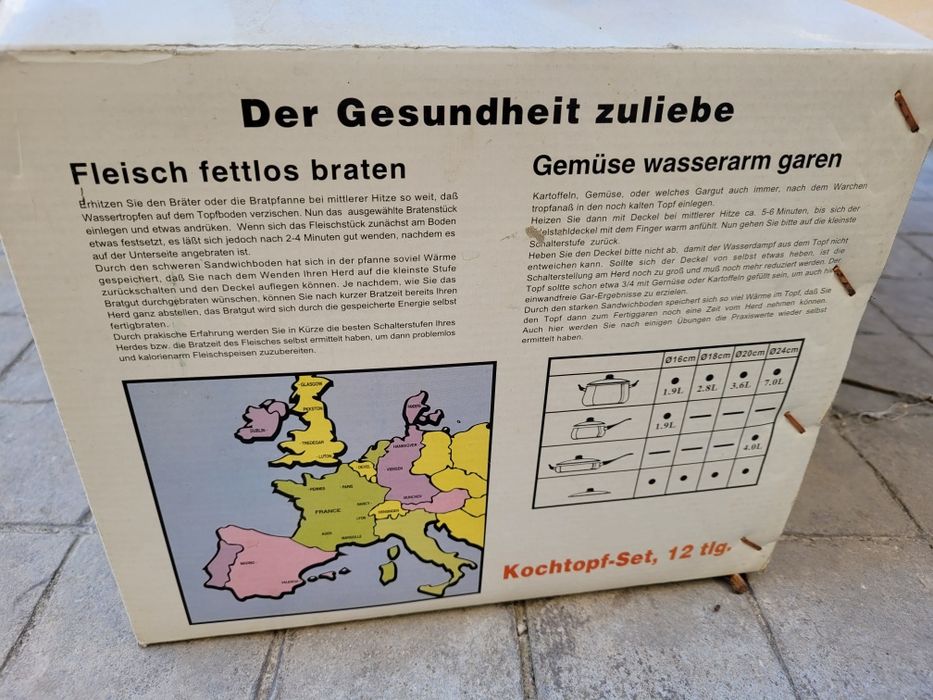 Der Gesundheit zuliebe
Fleisch fettlos braten
Erhitzen Sie den Bräter oder die Bratpfanne bei mittlerer Hitze so weit, daß
Wassertropfen auf dem Topfboden verzischen. Nun das ausgewählte Bratenstück
einlegen und etwas andrüken. Wenn sich das Fleischstück zunächst am Boden
etwas festsetzt, es läßt sich jedoch nach 2-4 Minuten gut wenden, nachdem es
auf der Unterseite angebraten ist.
Durch den schweren Sandwichboden hat sich in der pfanne soviel Wärme
gespeichert, daß Sie nach dem Wenden Ihren Herd auf die kleinste Stufe
zurückschalten und den Deckel auflegen können. Je nachdem, wie Sie das
Bratgut durchgebraten wünschen, können Sie nach kurzer Bratzeit bereits Ihren
Herd ganz abstellen, das Bratgut wird sich durch die gespeicherte Energie selbst
fertigbraten.
Durch prakische Erfahrung werden Sie in Kürze die besten Schalterstufen Ihres
Herdes bzw. die Bratzeit des Fleisches selbst ermittelt haben, um dann problemlos
und kalorienarm Fleischspeisen zuzubereiten.
Gemüse wasserarm garen
Kartoffeln, Gemüse, oder welches Gargut auch immer, nach dem Warchen
tropfanaß in den noch kalten Topf einlegen.
Heizen Sie dann mit Deckel bei mittlerer Hitze ca. 5-6 Minuten, bis sich der
Edelstahldeckel mit dem Finger warm anfühlt. Nun gehen Sie bitte auf die kleinste
Schalterstufe zurück.
Heben Sie den Deckel bitte nicht ab, damit der Wasserdampf aus dem Topf nicht
entweichen kann. Sollte sich der Deckel von selbst etwas heben, ist die
Schalterstellung am Herd noch zu groß und muß noch mehr reduziert werden. Der
Topf sollte schon etwa 3/4 mit Gemüse oder Kartoffeln gefüllt sein, um auch hier
einwandfreie Gar-Ergebnisse zu erzielen.
Durch den starken Sandwichboden speichert sich so viel Wärme im Topf, daß Sie
den Topf dann zum Fertiggaren noch eine Zeit vom Herd nehmen können.
Auch hier werden Sie nach einigen Übungen die Praxiswerte wieder selbst
ermittelt haben.
Ø16cm Ø18cm Ø20cm Ø24cm
1.9L 2.8L 3.6L 7.0L
1.9L
4.0L
GLASGOW
PEKSTON
DUBLIN
TREDEGAR
LUTON
HANNOVER
VIERSEN
MUNCHEN
PARIS
NANCY
FRANCE
LYON
MARSEILLE
MADRID
Kochtopf-Set, 12 tlg.